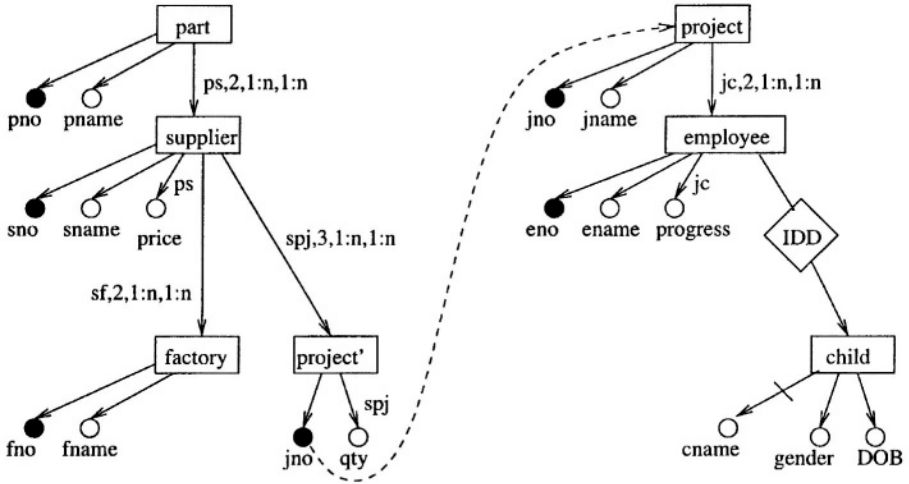 part
project
ps,2,1:n,1:n
jc,2,1:n,1:n
pno
pname
jno
jname
supplier
employee
ps
jc
sno
sname
price
eno
ename
progress
spj,3,1:n,1:n
IDD
sf,2,1:n,1:n
factory
project'
child
spj
fno
fname
jno
qty
cname
gender
DOB